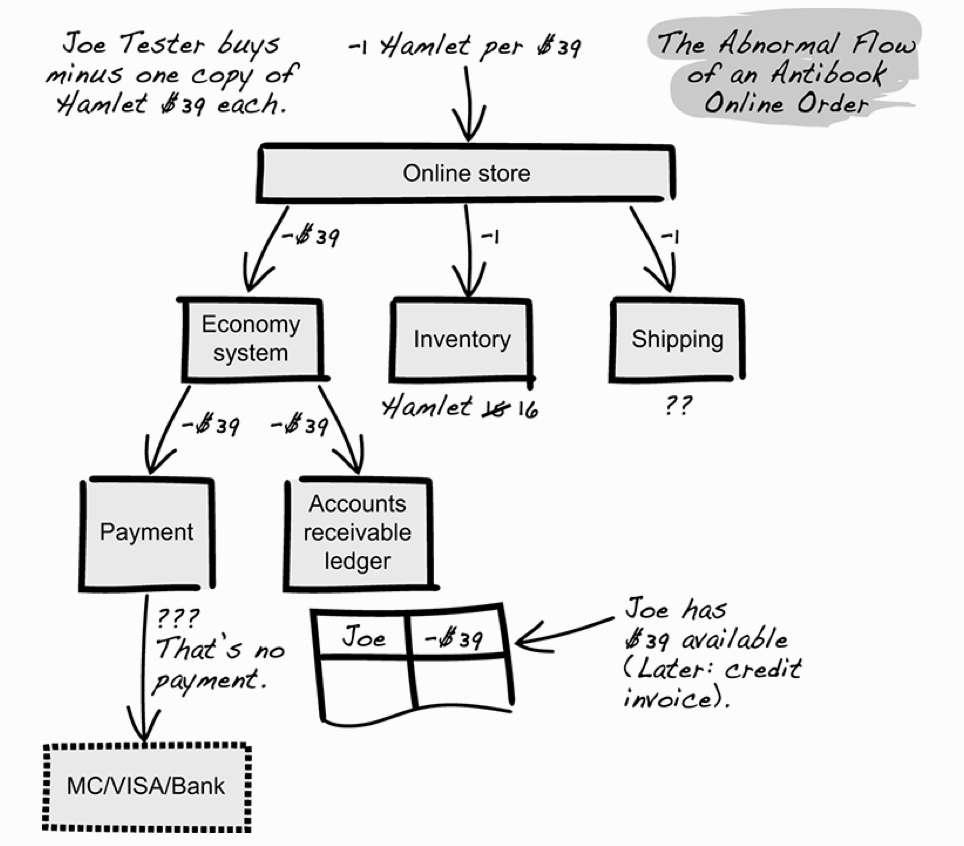 Joe Tester buys
minus one copy of
Hamlet $39 each.
-1 Hamlet per $39
The Abnormal Flow
of an Antibook
Online Order
Online store
-$39
-1
-1
Economy
system
Inventory
Shipping
Hamlet 15 16
??
-$39
-$39
Payment
Accounts
receivable
ledger
???
That's no
payment.
Joe
-$39
Joe has
$39 available
(Later: credit
invoice).
MC/VISA/Bank